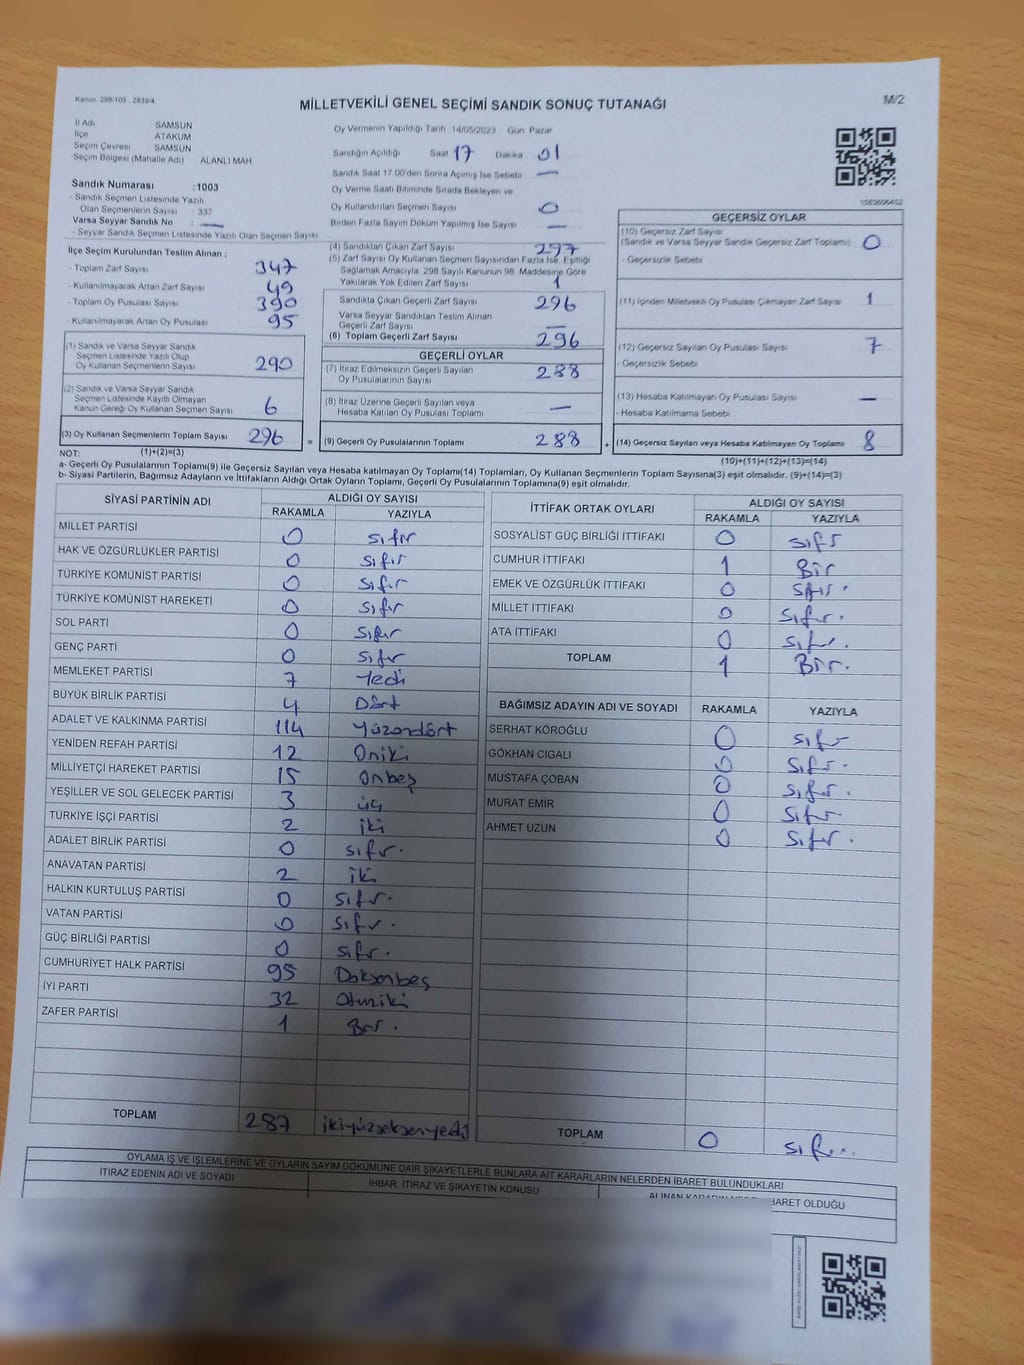 Kanun. 298/105 , 2839/4
MİLLETVEKİLİ GENEL SEÇİMİ SANDIK SONUÇ TUTANAĞI
M/2
İl Adı SAMSUN
İlçe ATAKUM
Seçim Çevresi SAMSUN
Seçim Bölgesi (Mahalle Adı) ALANLI MAH
Oy Vermenin Yapıldığı Tarih 14/05/2023 Gün Pazar
Sandığın Açıldığı Saat 17 Dakika 01
Sandık Saat 17:00'den Sonra Açımış İse Sebebi —
Oy Verme Saati Bitiminde Sırada Bekleyen ve
Oy Kullandırılan Seçmen Sayısı 0
Birden Fazla Sayım Döküm Yapılmış İse Sayısı —
Sandık Numarası :1003
- Sandık Seçmen Listesinde Yazılı
Olan Seçmenlerin Sayısı : 337
Varsa Seyyar Sandık No : —
- Seyyar Sandık Seçmen Listesinde Yazılı Olan Seçmen Sayısı
İlçe Seçim Kurulundan Teslim Alınan ;
- Toplam Zarf Sayısı 347
- Kullanılmayarak Artan Zarf Sayısı 49
- Toplam Oy Pusulası Sayısı 390
- Kullanılmayarak Artan Oy Pusulası 95
(1) Sandık ve Varsa Seyyar Sandık
Seçmen Listesinde Yazılı Olup
Oy Kullanan Seçmenlerin Sayısı 290
(2) Sandık ve Varsa Seyyar Sandık
Seçmen Listesinde Kayıtlı Olmayan
Kanun Gereği Oy Kullanan Seçmen Sayısı 6
(3) Oy Kullanan Seçmenlerin Toplam Sayısı 296
(4) Sandıktan Çıkan Zarf Sayısı 297
(5) Zarf Sayısı Oy Kullanan Seçmen Sayısından Fazla İse, Eşitliği
Sağlamak Amacıyla, 298 Sayılı Kanunun 98. Maddesine Göre
Yakılarak Yok Edilen Zarf Sayısı 1
Sandıkta Çıkan Geçerli Zarf Sayısı 296
Varsa Seyyar Sandıktan Teslim Alınan
Geçerli Zarf Sayısı —
(6) Toplam Geçerli Zarf Sayısı 296
GEÇERLİ OYLAR
(7) İtiraz Edilmeksizin Geçerli Sayılan
Oy Pusulalarının Sayısı 288
(8) İtiraz Üzerine Geçerli Sayılan veya
Hesaba Katılan Oy Pusulası Toplamı —
= (9) Geçerli Oy Pusulalarının Toplamı 288
GEÇERSİZ OYLAR
(10) Geçersiz Zarf Sayısı
(Sandık ve Varsa Seyyar Sandık Geçersiz Zarf Toplamı) 0
- Geçersizlik Sebebi
(11) İçinden Milletvekili Oy Pusulası Çıkmayan Zarf Sayısı 1
(12) Geçersiz Sayılan Oy Pusulası Sayısı 7
- Geçersizlik Sebebi
(13) Hesaba Katılmayan Oy Pusulası Sayısı —
- Hesaba Katılmama Sebebi
+ (14) Geçersiz Sayılan veya Hesaba Katılmayan Oy Toplamı 8
NOT: (1)+(2)=(3)
(10)+(11)+(12)+(13)=(14)
a- Geçerli Oy Pusulalarının Toplamı(9) ile Geçersiz Sayılan veya Hesaba katılmayan Oy Toplamı(14) Toplamları, Oy Kullanan Seçmenlerin Toplam Sayısına(3) eşit olmalıdır. (9)+(14)=(3)
b- Siyasi Partilerin, Bağımsız Adayların ve İttifakların Aldığı Ortak Oyların Toplamı, Geçerli Oy Pusulalarının Toplamına(9) eşit olmalıdır.
SİYASİ PARTİNİN ADI ALDIĞI OY SAYISI
RAKAMLA YAZIYLA
MİLLET PARTİSİ 0 sıfır
HAK VE ÖZGÜRLÜKLER PARTİSİ 0 sıfır
TÜRKİYE KOMÜNİST PARTİSİ 0 sıfır
TÜRKİYE KOMÜNİST HAREKETİ 0 sıfır
SOL PARTİ 0 sıfır
GENÇ PARTİ 0 sıfır
MEMLEKET PARTİSİ 7 Yedi
BÜYÜK BİRLİK PARTİSİ 4 Dört
ADALET VE KALKINMA PARTİSİ 114 Yüzondört
YENİDEN REFAH PARTİSİ 12 Oniki
MİLLİYETÇİ HAREKET PARTİSİ 15 Onbeş
YEŞİLLER VE SOL GELECEK PARTİSİ 3 üç
TÜRKİYE İŞÇİ PARTİSİ 2 iki
ADALET BİRLİK PARTİSİ 0 sıfır.
ANAVATAN PARTİSİ 2 iki
HALKIN KURTULUŞ PARTİSİ 0 sıfır.
VATAN PARTİSİ 0 sıfır.
GÜÇ BİRLİĞİ PARTİSİ 0 sıfır.
CUMHURİYET HALK PARTİSİ 95 Doksanbeş
İYİ PARTİ 32 Otuziki
ZAFER PARTİSİ 1 Bir.
TOPLAM 287 ikiyüzseksenyedi
İTTİFAK ORTAK OYLARI ALDIĞI OY SAYISI
RAKAMLA YAZIYLA
SOSYALİST GÜÇ BİRLİĞİ İTTİFAKI 0 sıfır
CUMHUR İTTİFAKI 1 Bir
EMEK VE ÖZGÜRLÜK İTTİFAKI 0 sıfır.
MİLLET İTTİFAKI 0 sıfır.
ATA İTTİFAKI 0 sıfır.
TOPLAM 1 Bir.
BAĞIMSIZ ADAYIN ADI VE SOYADI RAKAMLA YAZIYLA
SERHAT KÖROĞLU 0 sıfır
GÖKHAN CIGALI 0 sıfır.
MUSTAFA ÇOBAN 0 sıfır.
MURAT EMİR 0 sıfır.
AHMET UZUN 0 sıfır.
TOPLAM 0 sıfır..
OYLAMA İŞ VE İŞLEMLERİNE VE OYLARIN SAYIM DÖKÜMÜNE DAİR ŞİKAYETLERLE BUNLARA AİT KARARLARIN NELERDEN İBARET BULUNDUKLARI
İTİRAZ EDENİN ADI VE SOYADI İHBAR, İTİRAZ VE ŞİKAYETİN KONUSU ALINAN KARARIN NEDEN İBARET OLDUĞU